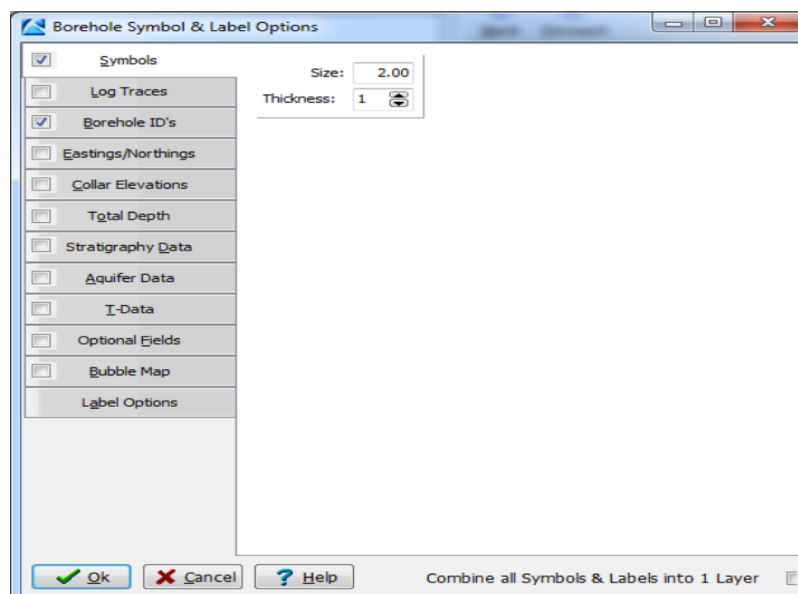 Borehole Symbol & Label Options
Symbols
Log Traces
Borehole ID's
Eastings/Northings
Collar Elevations
Total Depth
Stratigraphy Data
Aquifer Data
T-Data
Optional Fields
Bubble Map
Label Options
Size: 2.00
Thickness: 1
Ok Cancel Help Combine all Symbols & Labels into 1 Layer